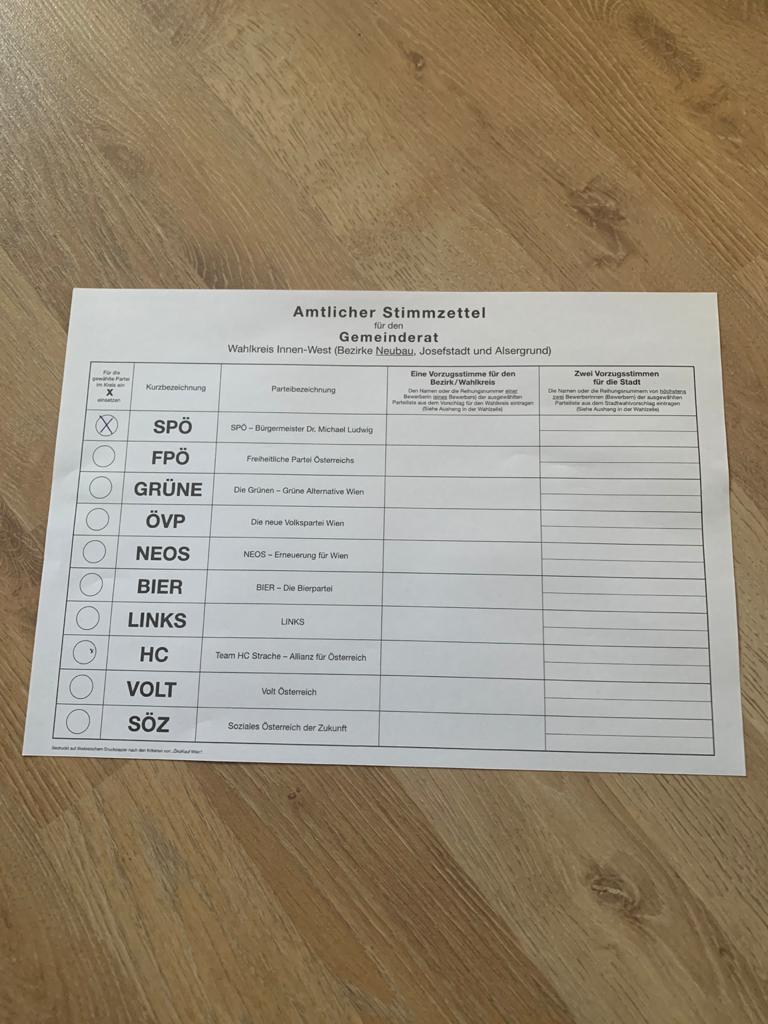 Amtlicher Stimmzettel
für den
Gemeinderat
Wahlkreis Innen-West (Bezirke Neubau, Josefstadt und Alsergrund)
Für die
gewählte Partei
im Kreis ein
X
einsetzen
Kurzbezeichnung
Parteibezeichnung
Eine Vorzugsstimme für den
Bezirk/Wahlkreis
Den Namen oder die Reihungsnummer einer
Bewerberin (eines Bewerbers) der ausgewählten
Parteiliste aus dem Vorschlag für den Wahlkreis eintragen
(Siehe Aushang in der Wahlzelle)
Zwei Vorzugsstimmen
für die Stadt
Die Namen oder die Reihungsnummern von höchstens
zwei Bewerberinnen (Bewerbern) der ausgewählten
Parteiliste aus dem Stadtwahlvorschlag eintragen
(Siehe Aushang in der Wahlzelle)
X SPÖ SPÖ – Bürgermeister Dr. Michael Ludwig
FPÖ Freiheitliche Partei Österreichs
GRÜNE Die Grünen – Grüne Alternative Wien
ÖVP Die neue Volkspartei Wien
NEOS NEOS – Erneuerung für Wien
BIER BIER – Die Bierpartei
LINKS LINKS
HC Team HC Strache – Allianz für Österreich
VOLT Volt Österreich
SÖZ Soziales Österreich der Zukunft
Gedruckt auf ökologischem Druckpapier nach den Kriterien von „ÖkoKauf Wien“.